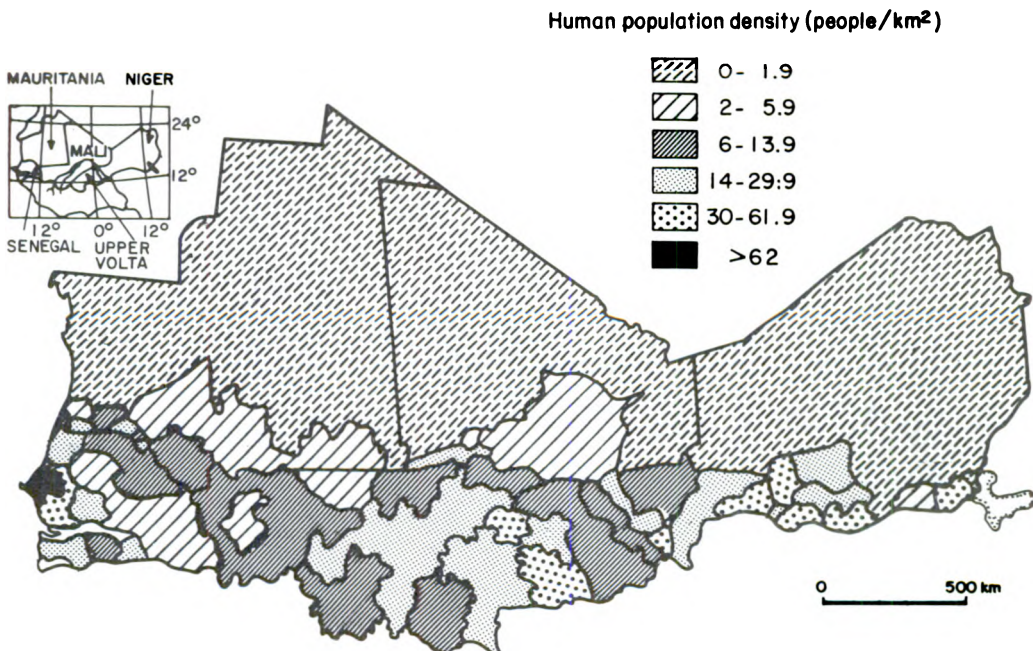 Human population density (people/km²)
0- 1.9
2- 5.9
6-13.9
14-29:9
30-61.9
>62
MAURITANIA NIGER
24°
MALI
12°
12° 0° 12°
SENEGAL UPPER
VOLTA
0 500 km